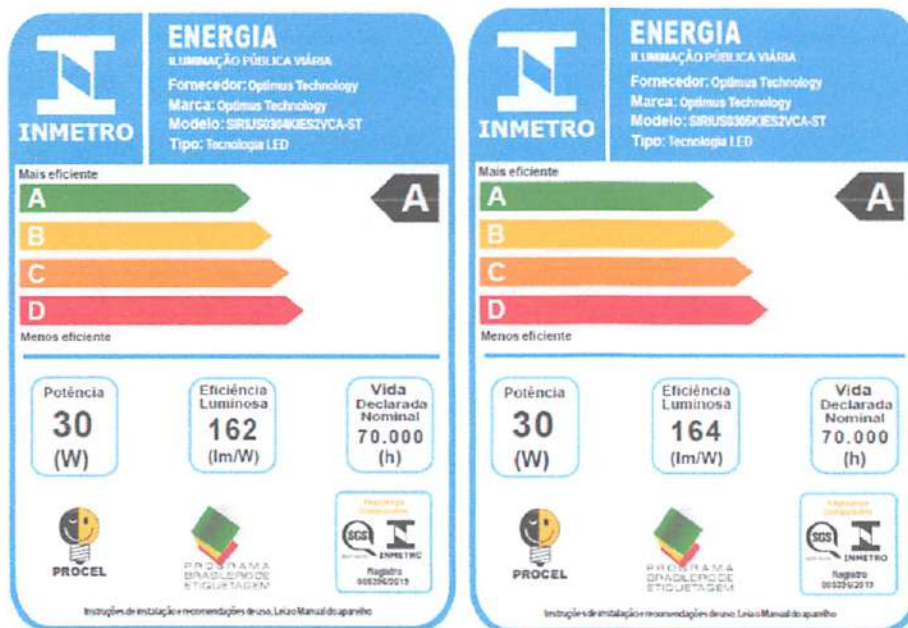 ENERGIA
ILUMINAÇÃO PÚBLICA VIÁRIA
Fornecedor: Optimus Technology
Marca: Optimus Technology
Modelo: SIRIUS0304KIES2VCA-ST
Tipo: Tecnologia LED
INMETRO
Mais eficiente
A
A
B
C
D
Menos eficiente
Potência
30
(W)
Eficiência
Luminosa
162
(lm/W)
Vida
Declarada
Nominal
70.000
(h)
PROCEL
PROGRAMA
BRASILEIRO DE
ETIQUETAGEM
Segurança
Compulsório
SGS
INMETRO
Registro
005396/2019
Instruções de instalação e recomendações de uso, Leia o Manual do aparelho
ENERGIA
ILUMINAÇÃO PÚBLICA VIÁRIA
Fornecedor: Optimus Technology
Marca: Optimus Technology
Modelo: SIRIUS0305KIES2VCA-ST
Tipo: Tecnologia LED
INMETRO
Mais eficiente
A
A
B
C
D
Menos eficiente
Potência
30
(W)
Eficiência
Luminosa
164
(lm/W)
Vida
Declarada
Nominal
70.000
(h)
PROCEL
PROGRAMA
BRASILEIRO DE
ETIQUETAGEM
SGS
INMETRO
Registro
Instruções de instalação e recomendações de uso, Leia o Manual do aparelho